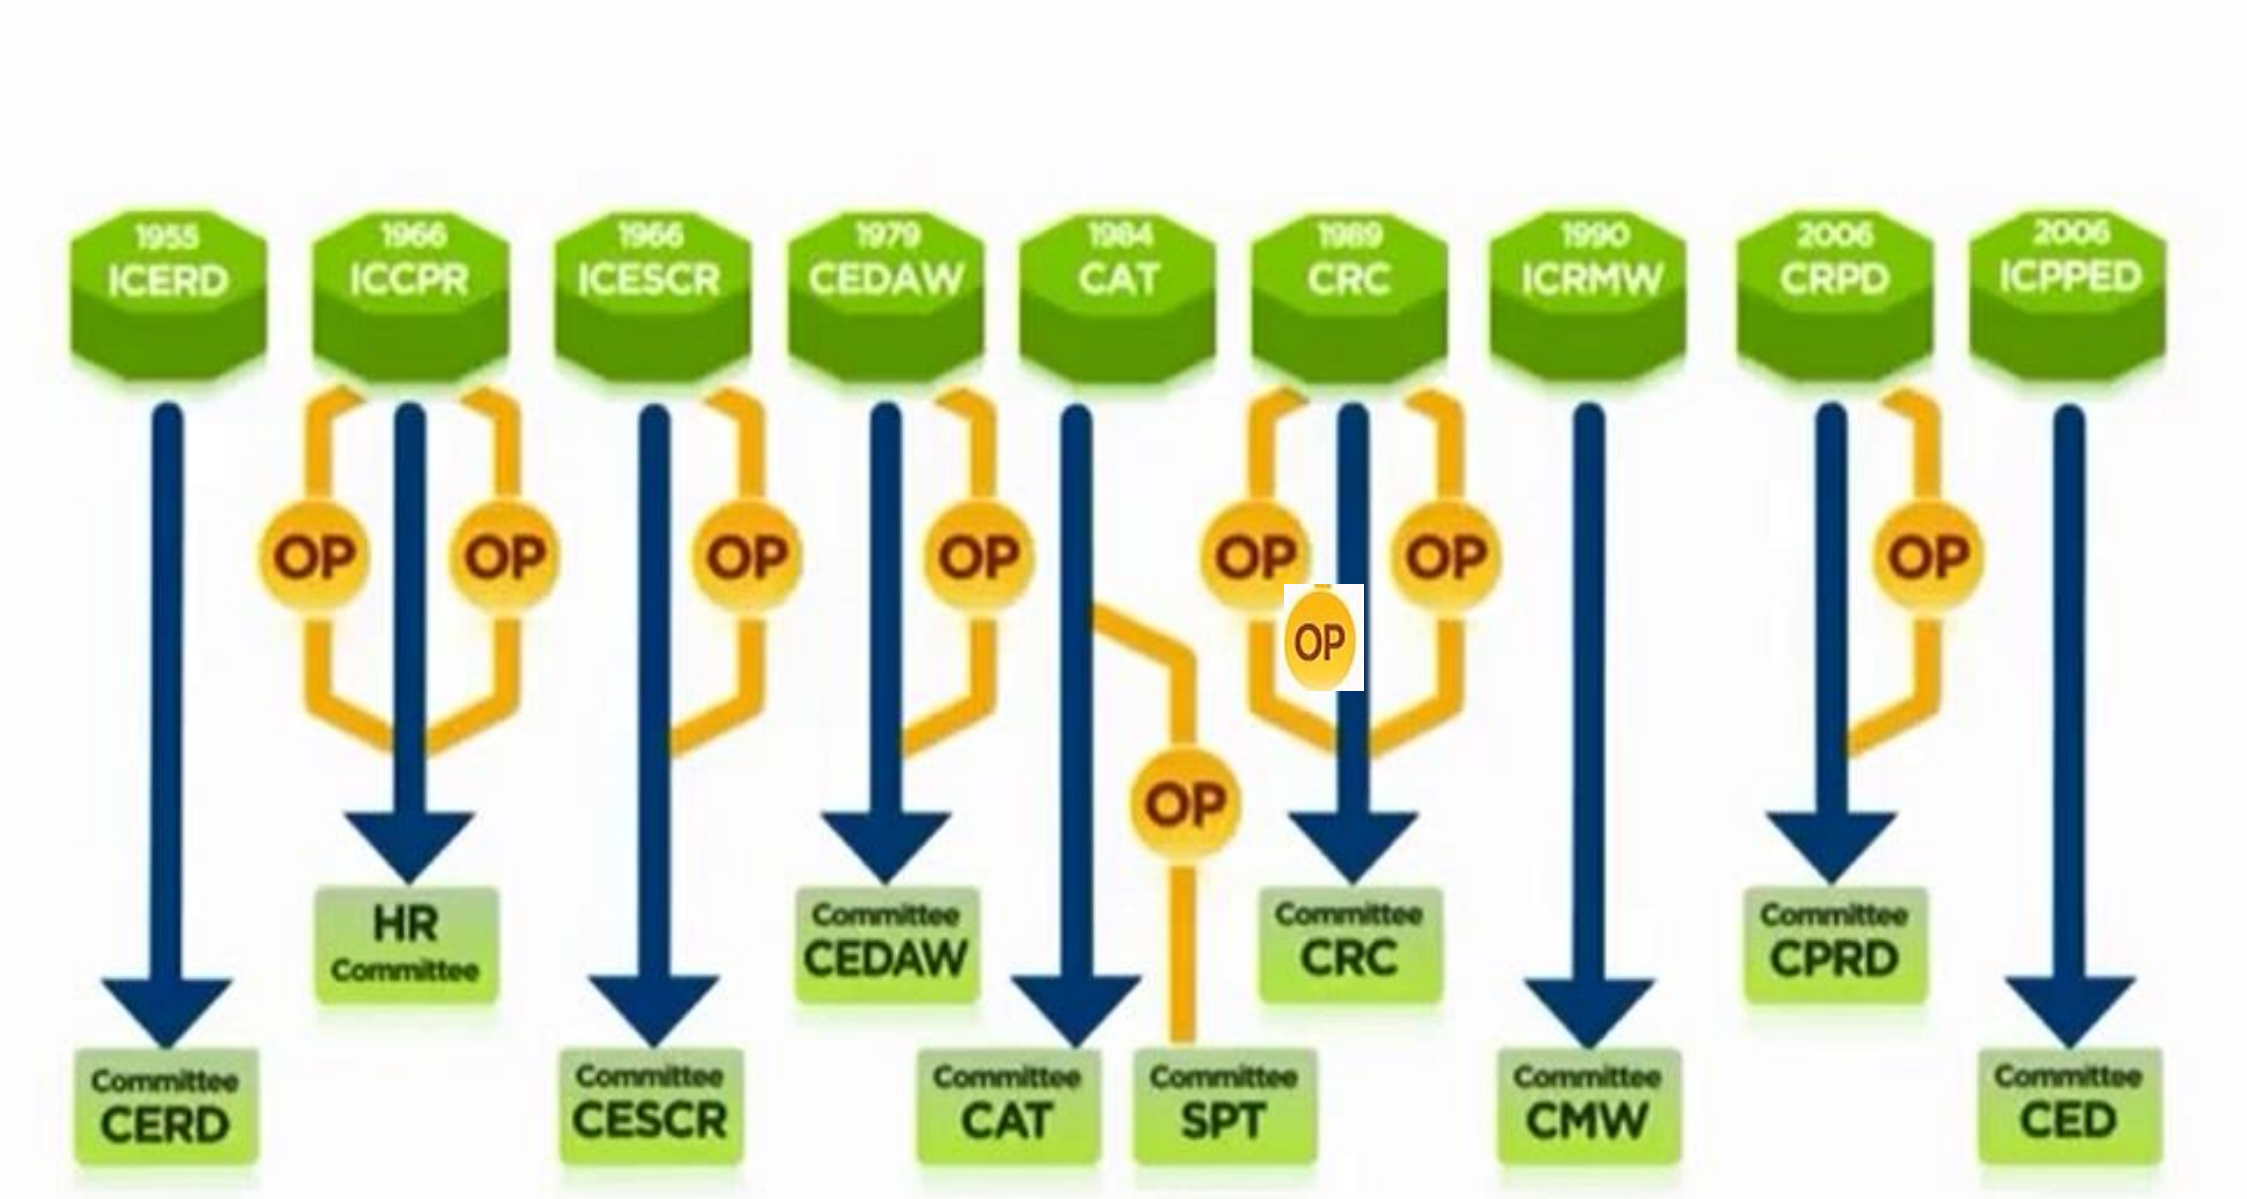 1955
ICERD
1966
ICCPR
1966
ICESCR
1979
CEDAW
1984
CAT
1989
CRC
1990
ICRMW
2006
CRPD
2006
ICPPED
OP
OP
OP
OP
OP
OP
OP
OP
OP
HR
Committee
Committee
CEDAW
Committee
CRC
Committee
CPRD
Committee
CERD
Committee
CESCR
Committee
CAT
Committee
SPT
Committee
CMW
Committee
CED